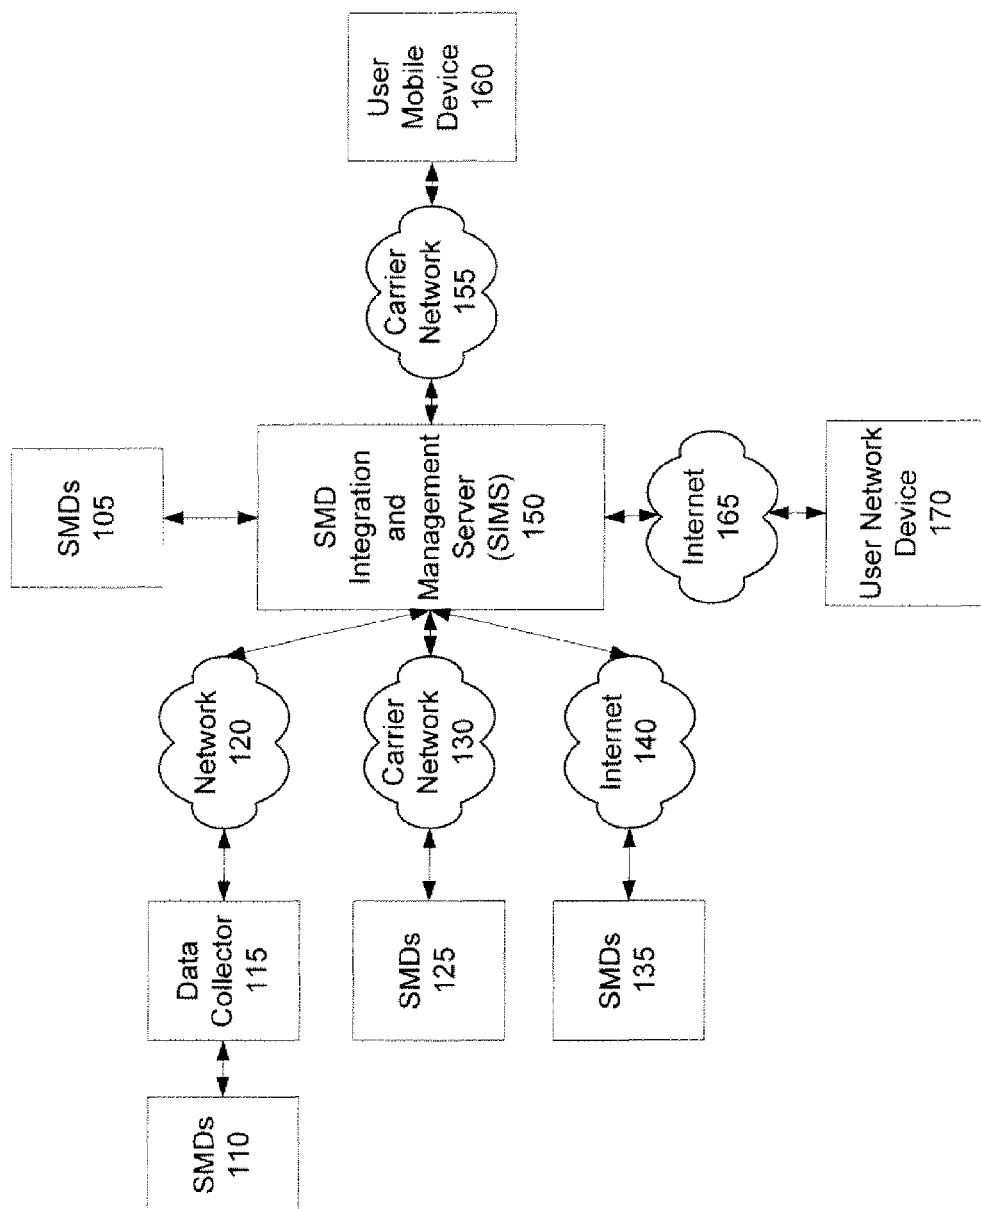 SMDs
110
Data
Collector
115
Network
120
SMDs
105
SMDs
125
Carrier
Network
130
SMD
Integration
and
Management
Server
(SIMS)
150
Carrier
Network
155
User
Mobile
Device
160
SMDs
135
Internet
140
Internet
165
User Network
Device
170